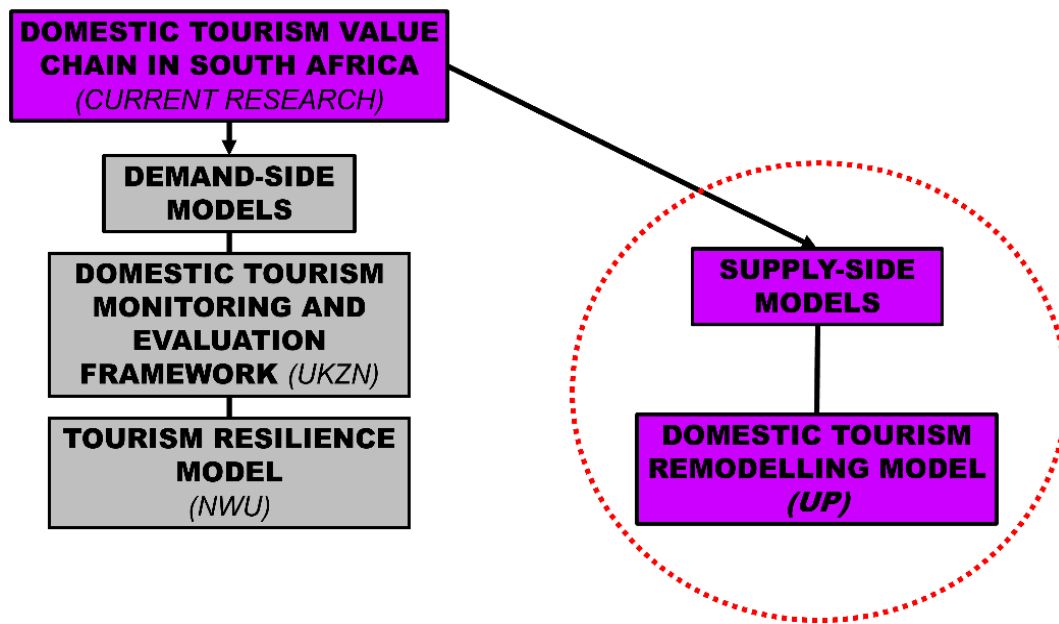 DOMESTIC TOURISM VALUE
CHAIN IN SOUTH AFRICA
(CURRENT RESEARCH)
DEMAND-SIDE
MODELS
DOMESTIC TOURISM
MONITORING AND
EVALUATION
FRAMEWORK (UKZN)
TOURISM RESILIENCE
MODEL
(NWU)
SUPPLY-SIDE
MODELS
DOMESTIC TOURISM
REMODELLING MODEL
(UP)